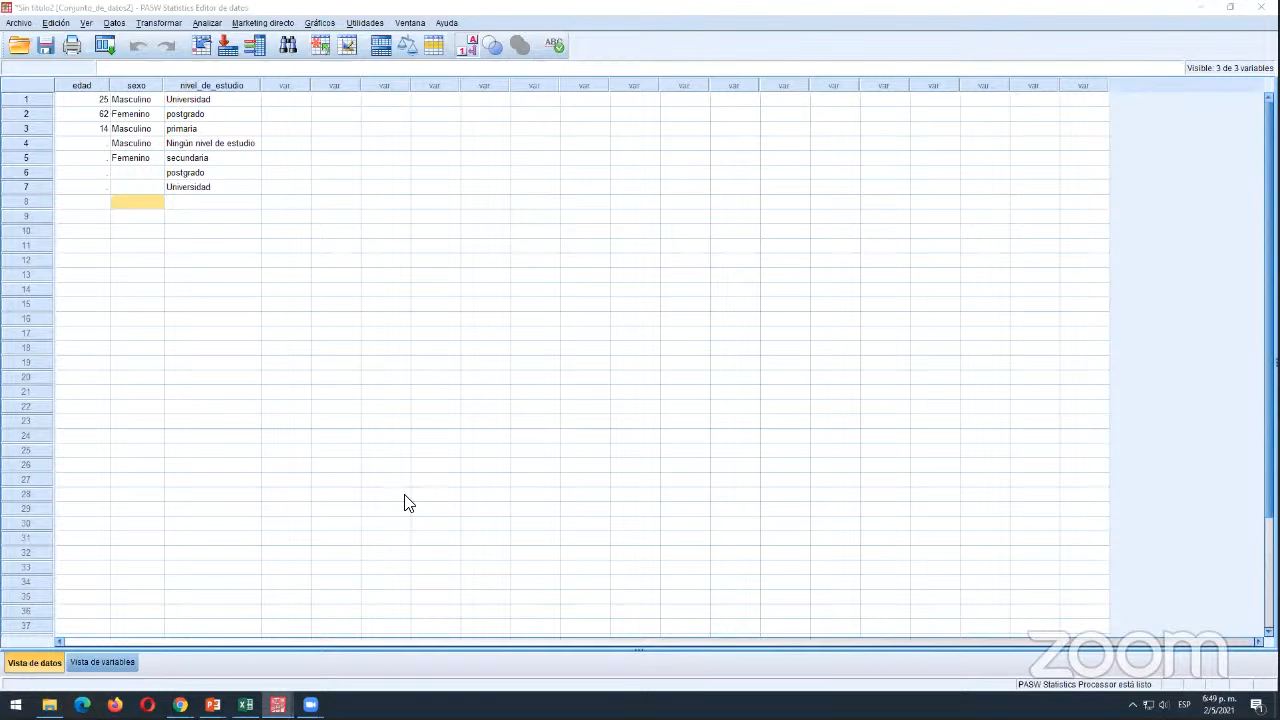 *Sin título2 [Conjunto_de_datos2] - PASW Statistics Editor de datos
Archivo Edición Ver Datos Transformar Analizar Marketing directo Gráficos Utilidades Ventana Ayuda
Visible: 3 de 3 variables
edad sexo nivel_de_estudio var var var var var var var var var var var var var var var var var
1 25 Masculino Universidad
2 62 Femenino postgrado
3 14 Masculino primaria
4 . Masculino Ningún nivel de estudio
5 . Femenino secundaria
6 . postgrado
7 . Universidad
8
9
10
11
12
13
14
15
16
17
18
19
20
21
22
23
24
25
26
27
28
29
30
31
32
33
34
35
36
37
zoom
Vista de datos Vista de variables
PASW Statistics Processor está listo
ESP
6:49 p. m.
2/5/2021